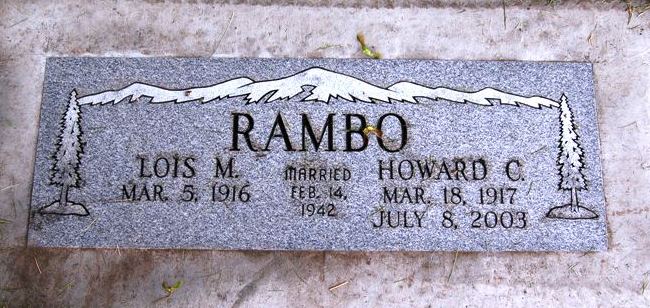 RAMBO
LOIS M.
MAR. 5, 1916
MARRIED
FEB. 14,
1942
HOWARD C.
MAR. 18, 1917
JULY 8, 2003